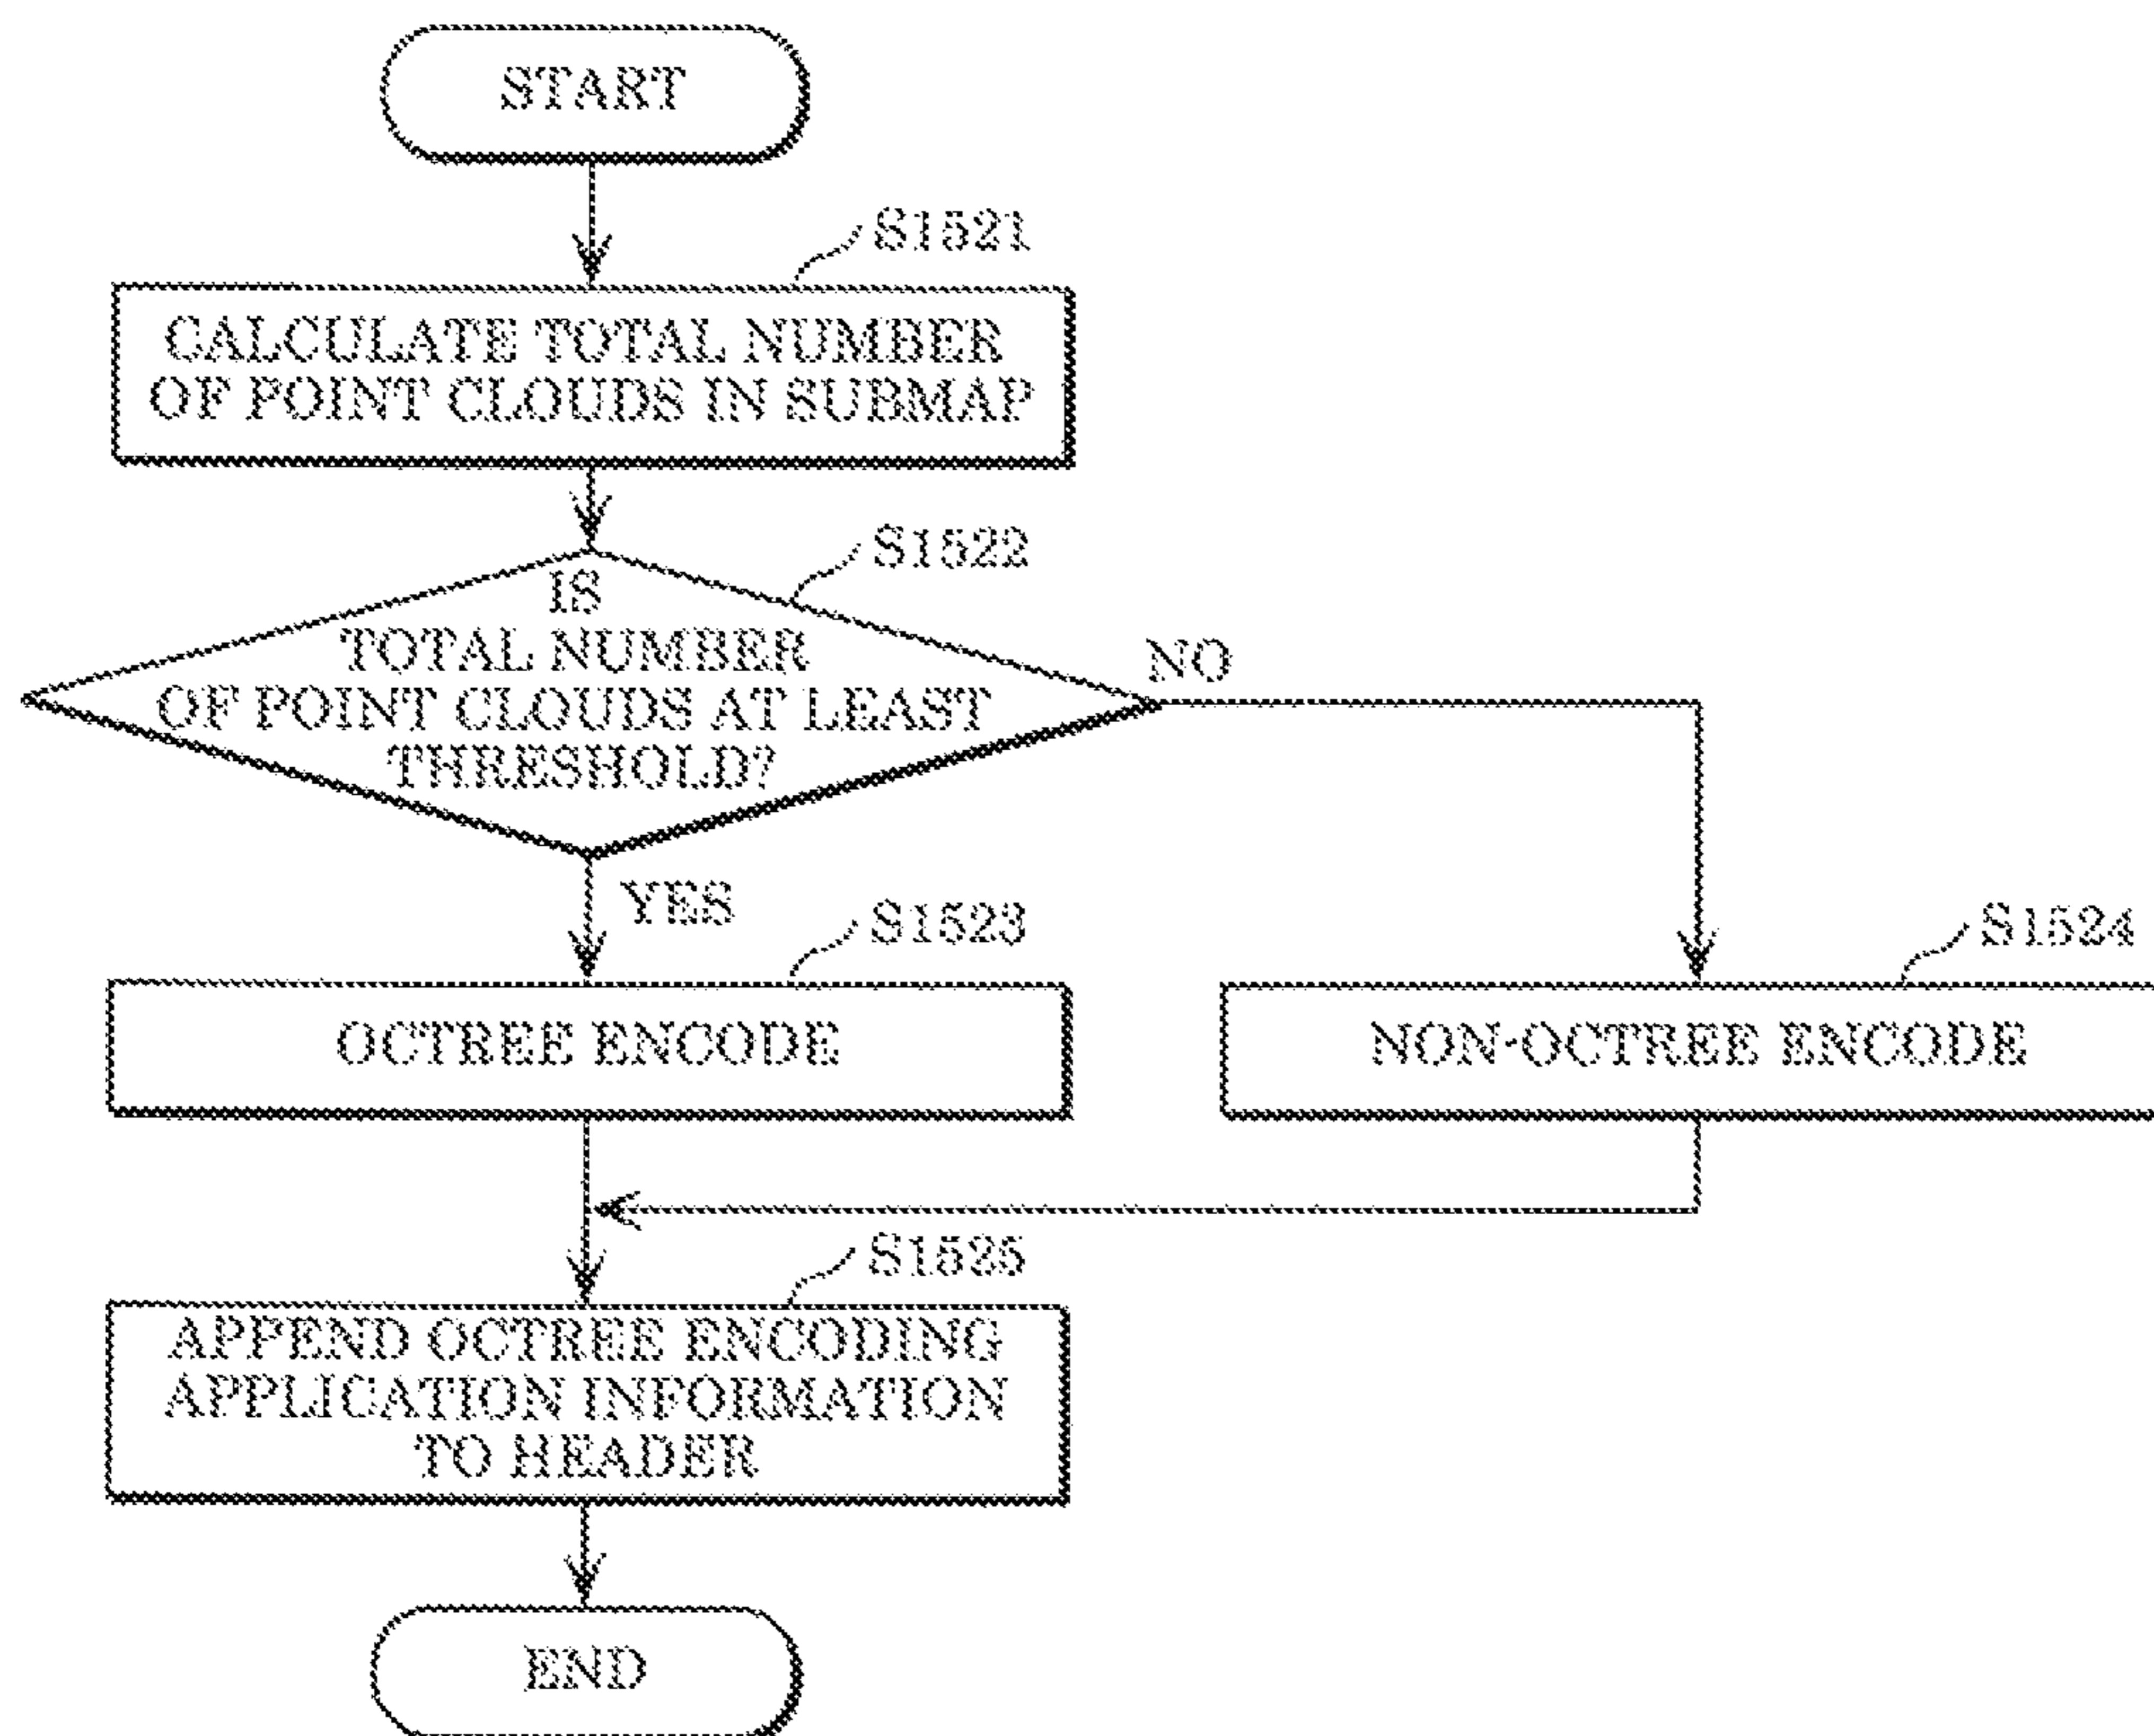 START
S1521
CALCULATE TOTAL NUMBER
OF POINT CLOUDS IN SUBMAP
S1522
IS
TOTAL NUMBER
OF POINT CLOUDS AT LEAST
THRESHOLD?
NO
YES
S1523
OCTREE ENCODE
S1524
NON-OCTREE ENCODE
S1525
APPEND OCTREE ENCODING
APPLICATION INFORMATION
TO HEADER
END